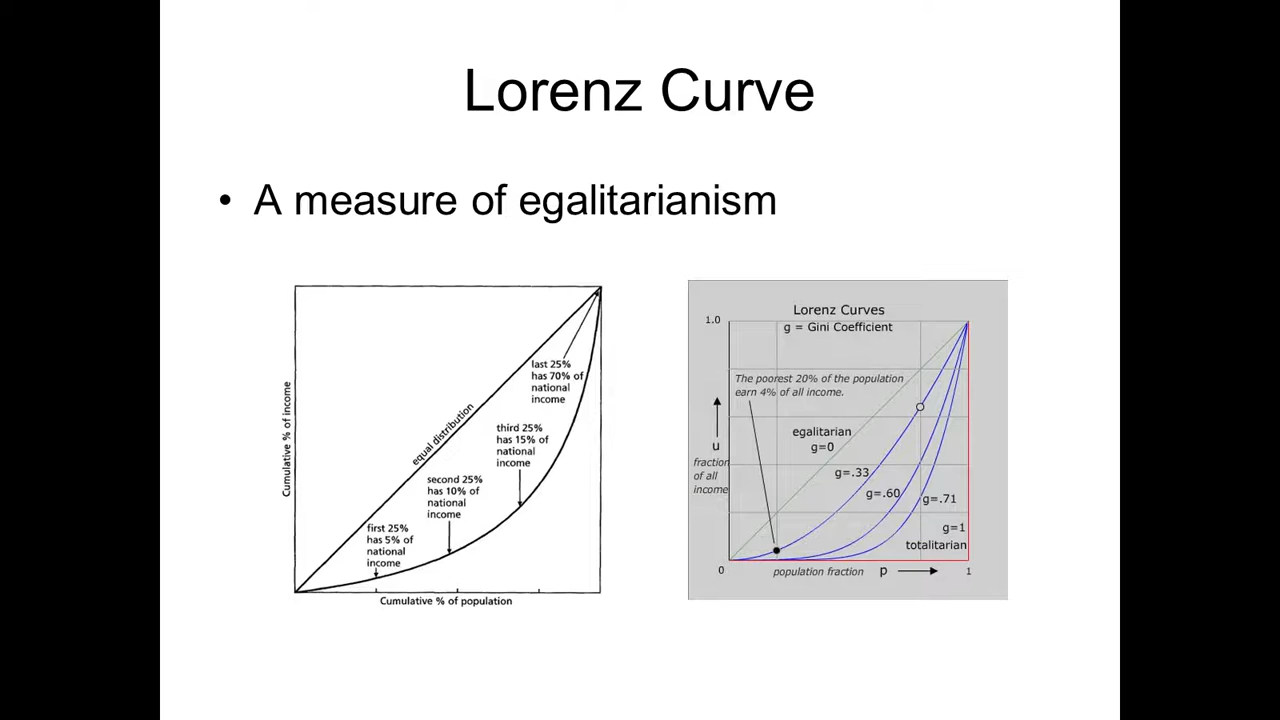 Lorenz Curve
• A measure of egalitarianism
Cumulative % of income
equal distribution
last 25%
has 70% of
national
income
third 25%
has 15% of
national
income
second 25%
has 10% of
national
income
first 25%
has 5% of
national
income
Cumulative % of population
Lorenz Curves
g = Gini Coefficient
1.0
The poorest 20% of the population
earn 4% of all income.
egalitarian
g=0
u
fraction
of all
income
g=.33
g=.60
g=.71
g=1
totalitarian
0
population fraction p
1